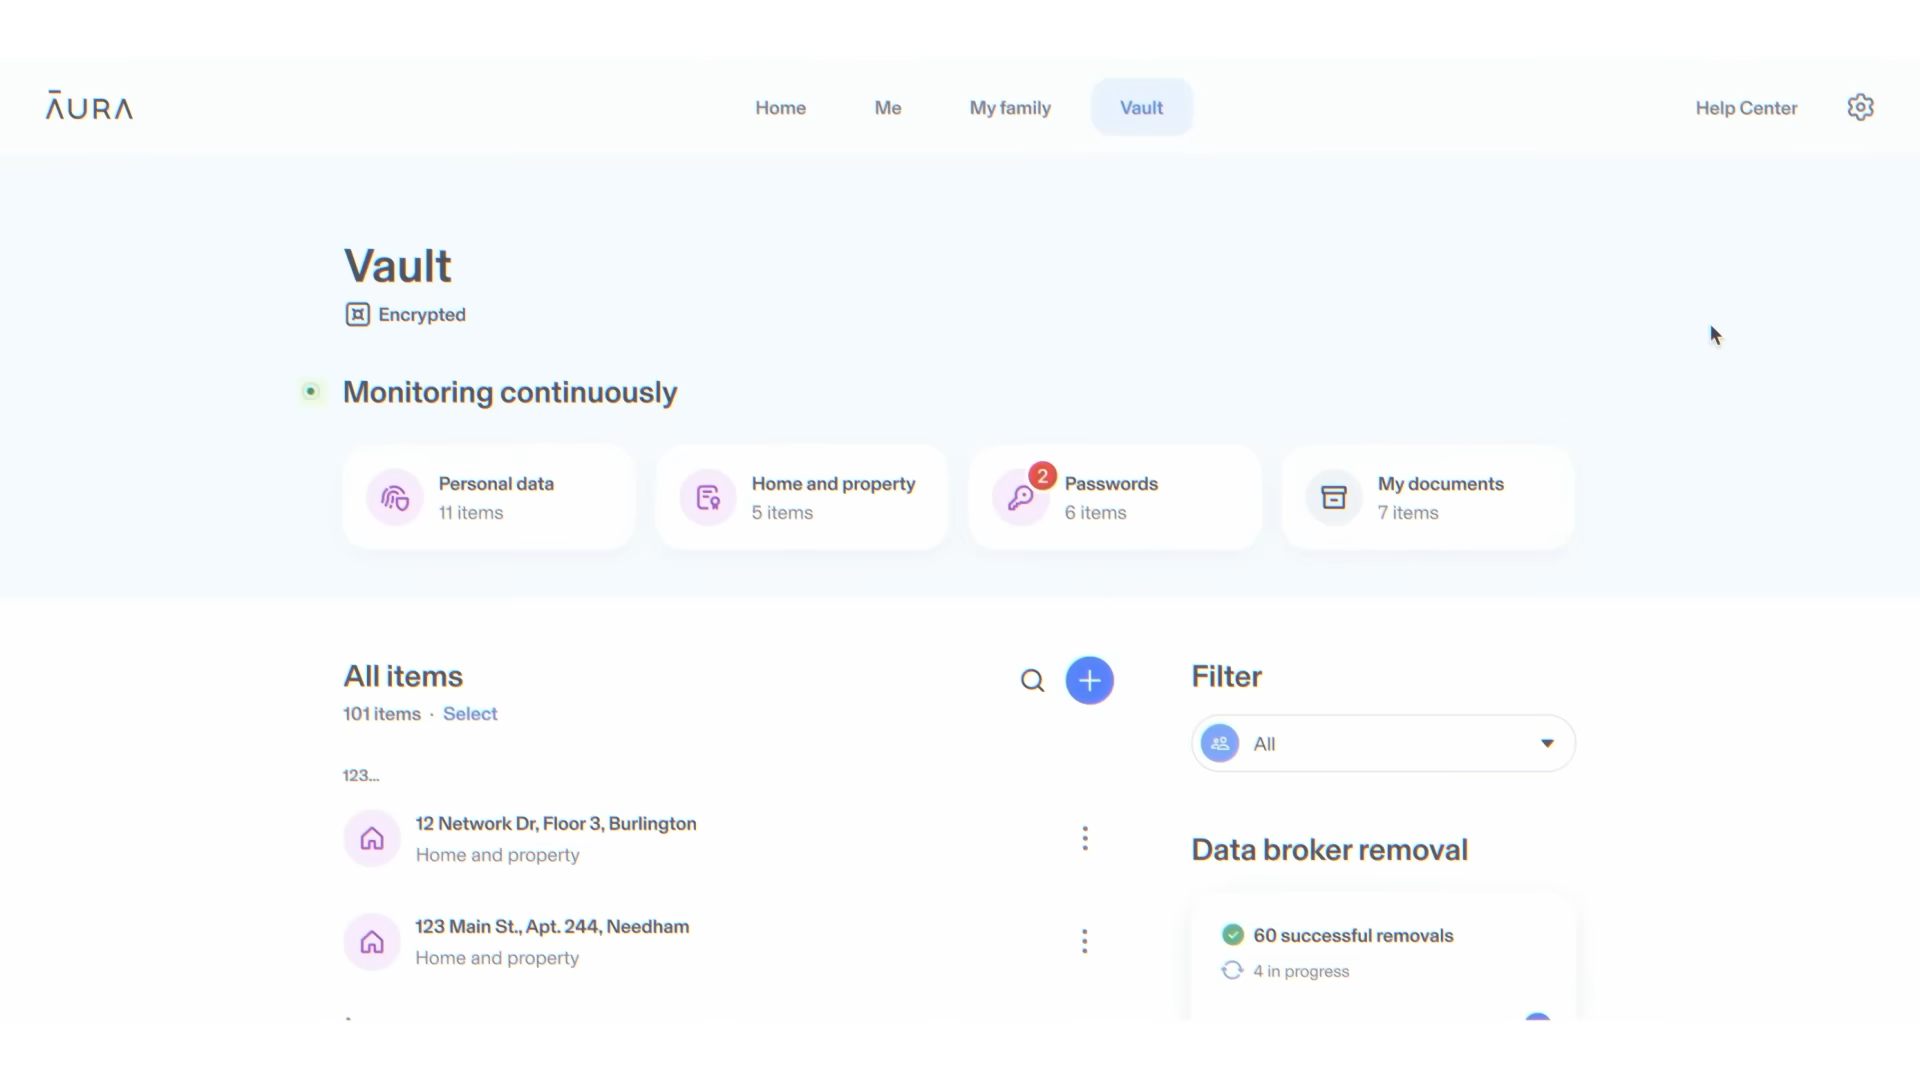 ĀURA
Home
Me
My family
Vault
Help Center
Vault
Encrypted
Monitoring continuously
Personal data
11 items
Home and property
5 items
2
Passwords
6 items
My documents
7 items
All items
101 items · Select
123...
12 Network Dr, Floor 3, Burlington
Home and property
123 Main St., Apt. 244, Needham
Home and property
Filter
All
Data broker removal
60 successful removals
4 in progress